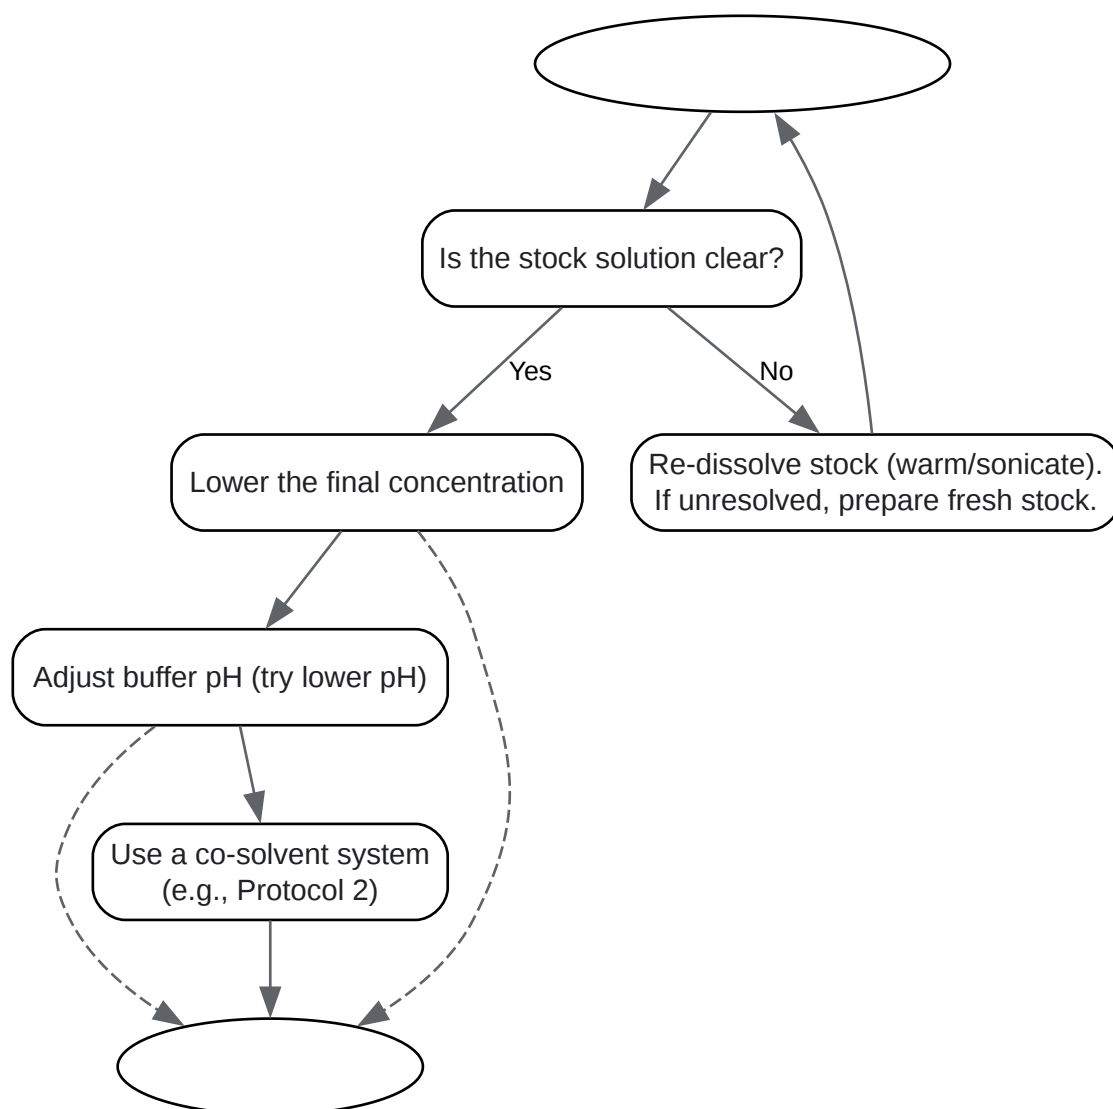 Is the stock solution clear?
Yes
No
Lower the final concentration
Re-dissolve stock (warm/sonicate).
If unresolved, prepare fresh stock.
Adjust buffer pH (try lower pH)
Use a co-solvent system
(e.g., Protocol 2)